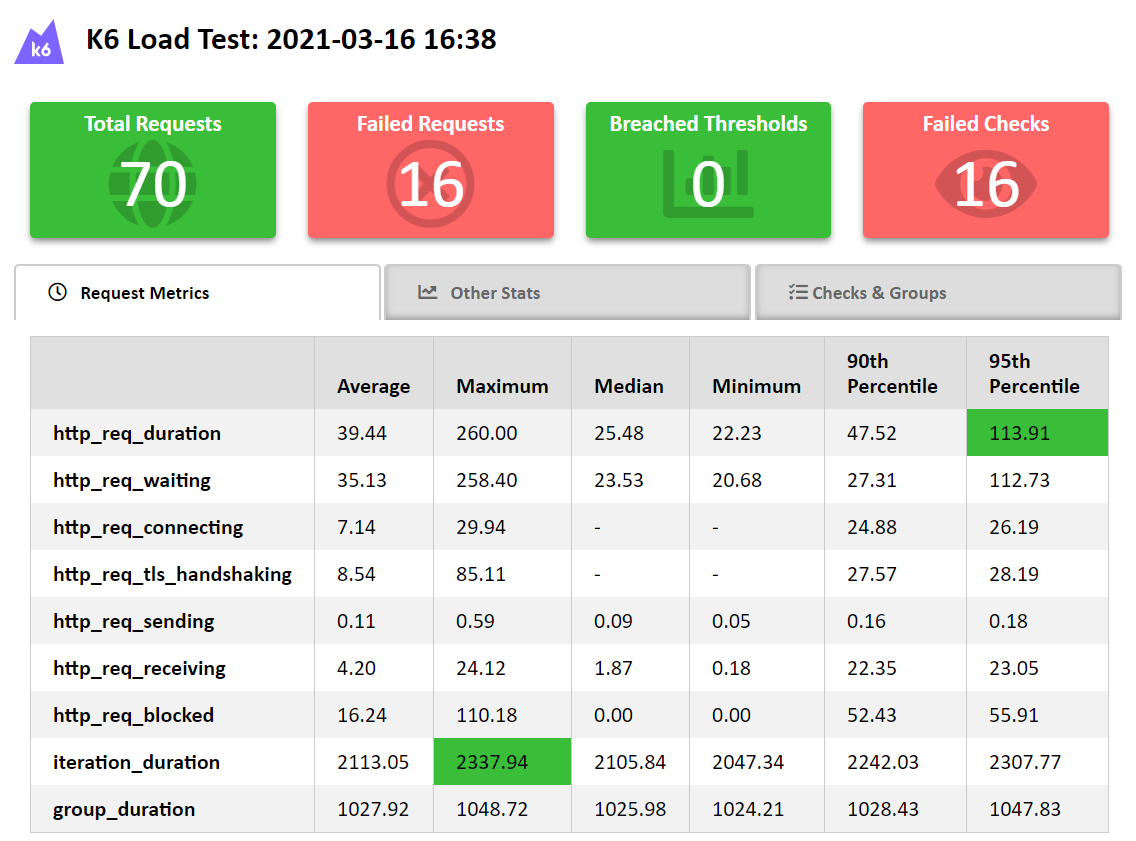 k6
K6 Load Test: 2021-03-16 16:38
Total Requests
70
Failed Requests
16
Breached Thresholds
0
Failed Checks
16
Request Metrics
Other Stats
Checks & Groups
Average Maximum Median Minimum 90th Percentile 95th Percentile
http_req_duration 39.44 260.00 25.48 22.23 47.52 113.91
http_req_waiting 35.13 258.40 23.53 20.68 27.31 112.73
http_req_connecting 7.14 29.94 - - 24.88 26.19
http_req_tls_handshaking 8.54 85.11 - - 27.57 28.19
http_req_sending 0.11 0.59 0.09 0.05 0.16 0.18
http_req_receiving 4.20 24.12 1.87 0.18 22.35 23.05
http_req_blocked 16.24 110.18 0.00 0.00 52.43 55.91
iteration_duration 2113.05 2337.94 2105.84 2047.34 2242.03 2307.77
group_duration 1027.92 1048.72 1025.98 1024.21 1028.43 1047.83